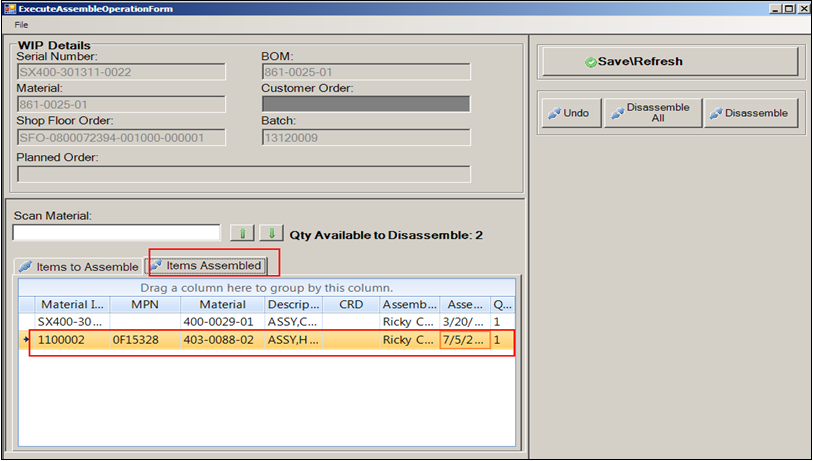 ExecuteAssembleOperationForm
File
WIP Details
Serial Number:
BOM:
SX400-301311-0022
861-0025-01
Material:
Customer Order:
861-0025-01
Shop Floor Order:
Batch:
SFO-0800072394-001000-000001
13120009
Planned Order:
Save\Refresh
Undo
Disassemble
All
Disassemble
Scan Material:
Qty Available to Disassemble: 2
Items to Assemble
Items Assembled
Drag a column here to group by this column.
Material I... MPN Material Descrip... CRD Assemb... Asse... Q...
SX400-30 ... 400-0029-01 ASSY,C... Ricky C... 3/20/ ... 1
1100002 0F15328 403-0088-02 ASSY,H ... Ricky C... 7/5/2... 1